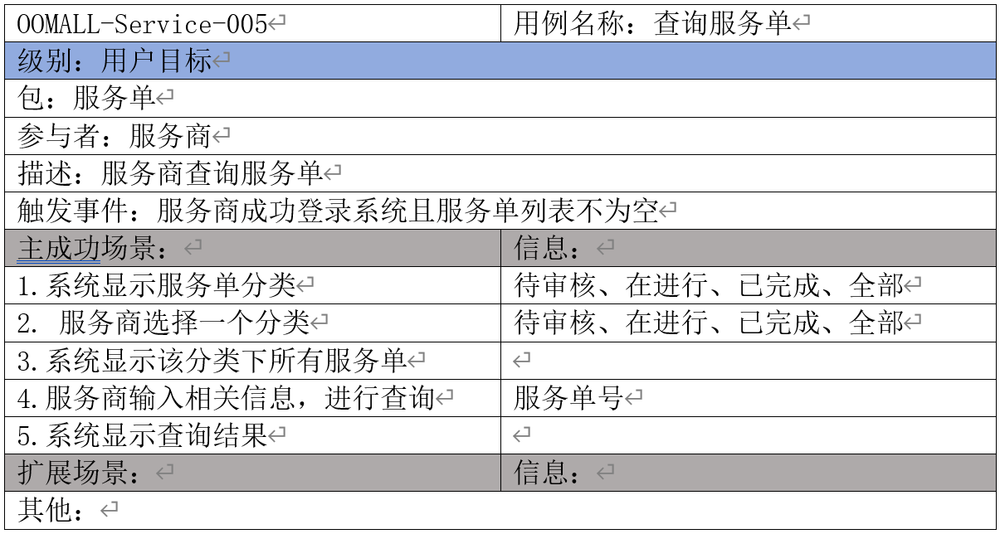 OOMALL-Service-005
用例名称：查询服务单
级别：用户目标
包：服务单
参与者：服务商
描述：服务商查询服务单
触发事件：服务商成功登录系统且服务单列表不为空
主成功场景：
信息：
1.系统显示服务单分类
待审核、在进行、已完成、全部
2. 服务商选择一个分类
待审核、在进行、已完成、全部
3.系统显示该分类下所有服务单
4.服务商输入相关信息，进行查询
服务单号
5.系统显示查询结果
扩展场景：
信息：
其他：